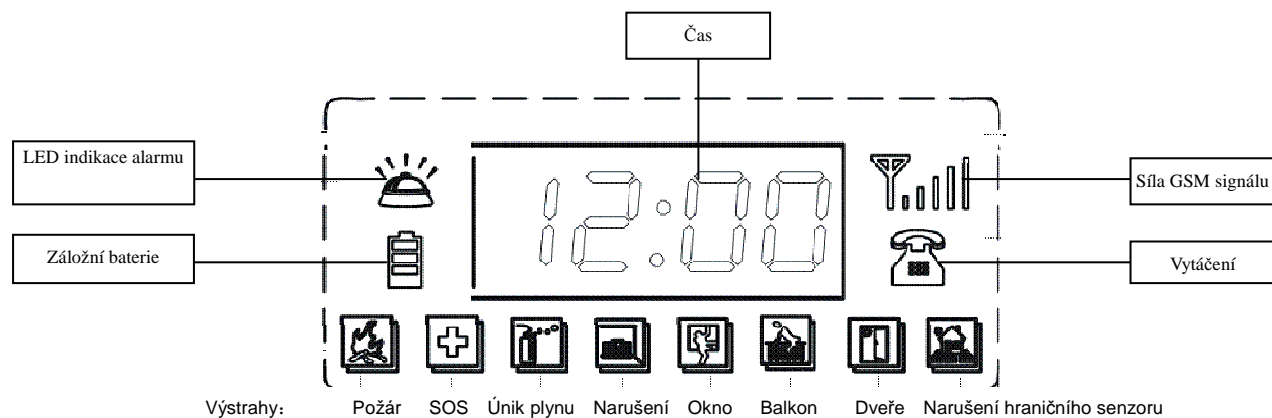 Čas
LED indikace alarmu
12:00
Síla GSM signálu
Záložní baterie
Vytáčení
Výstrahy: Požár SOS Únik plynu Narušení Okno Balkon Dveře Narušení hraničního senzoru